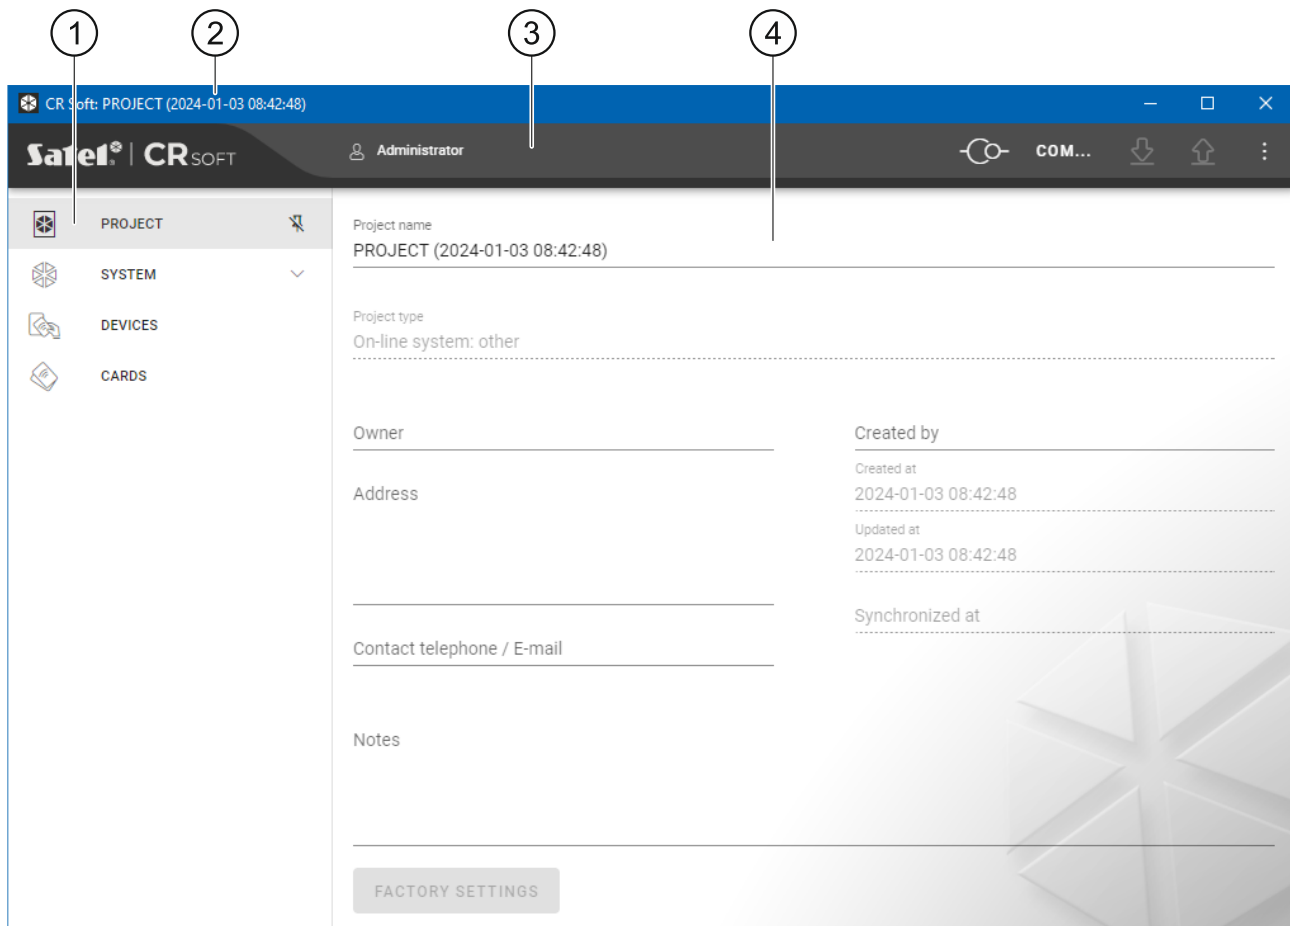 1 2 3 4
CR Soft: PROJECT (2024-01-03 08:42:48)
Satel® | CR SOFT
Administrator
COM...
PROJECT
SYSTEM
DEVICES
CARDS
Project name
PROJECT (2024-01-03 08:42:48)
Project type
On-line system: other
Owner
Created by
Created at
2024-01-03 08:42:48
Address
Updated at
2024-01-03 08:42:48
Synchronized at
Contact telephone / E-mail
Notes
FACTORY SETTINGS